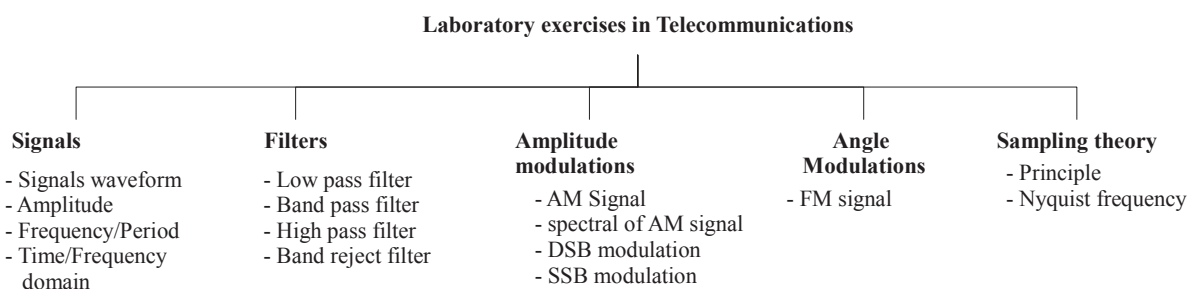 Laboratory exercises in Telecommunications
Signals
- Signals waveform
- Amplitude
- Frequency/Period
- Time/Frequency
domain
Filters
- Low pass filter
- Band pass filter
- High pass filter
- Band reject filter
Amplitude
modulations
- AM Signal
- spectral of AM signal
- DSB modulation
- SSB modulation
Angle
Modulations
- FM signal
Sampling theory
- Principle
- Nyquist frequency